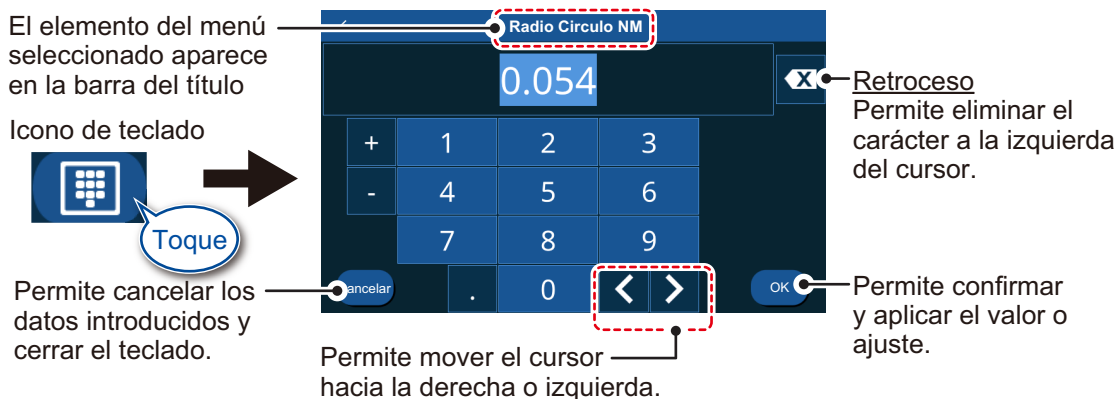 El elemento del menú
seleccionado aparece
en la barra del título
Icono de teclado
Toque
Permite cancelar los
datos introducidos y
cerrar el teclado.
Radio Circulo NM
0.054
X
+ 1 2 3
- 4 5 6
7 8 9
ancelar . 0 < > OK
Permite mover el cursor
hacia la derecha o izquierda.
Retroceso
Permite eliminar el
carácter a la izquierda
del cursor.
Permite confirmar
y aplicar el valor o
ajuste.